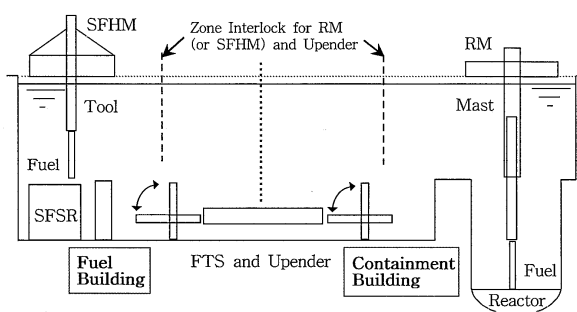 SFHM
Zone Interlock for RM
(or SFHM) and Upender
RM
Tool
Mast
Fuel
SFSR
Fuel
Building
FTS and Upender
Containment
Building
Fuel
Reactor